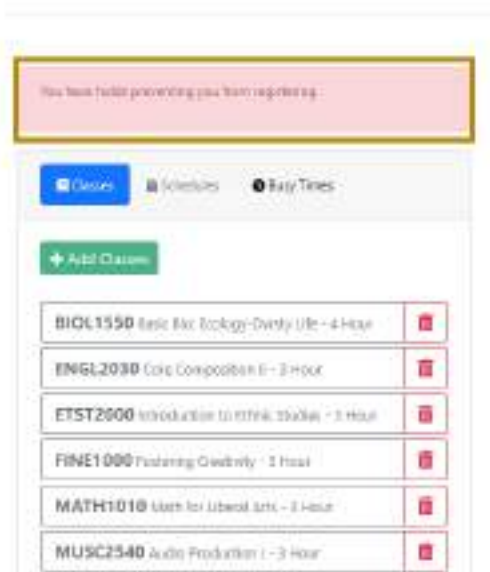 You have holds preventing you from registering.
Classes Schedules Busy Times
Add Classes
BIOL1550 Basic Bio: Ecology-Dvrsty Life - 4 Hour
ENGL2030 Core Composition II - 3 Hour
ETST2000 Introduction to Ethnic Studies - 3 Hour
FINE1000 Fostering Creativity - 3 Hour
MATH1010 Math for Liberal Arts - 3 Hour
MUSC2540 Audio Production I - 3 Hour